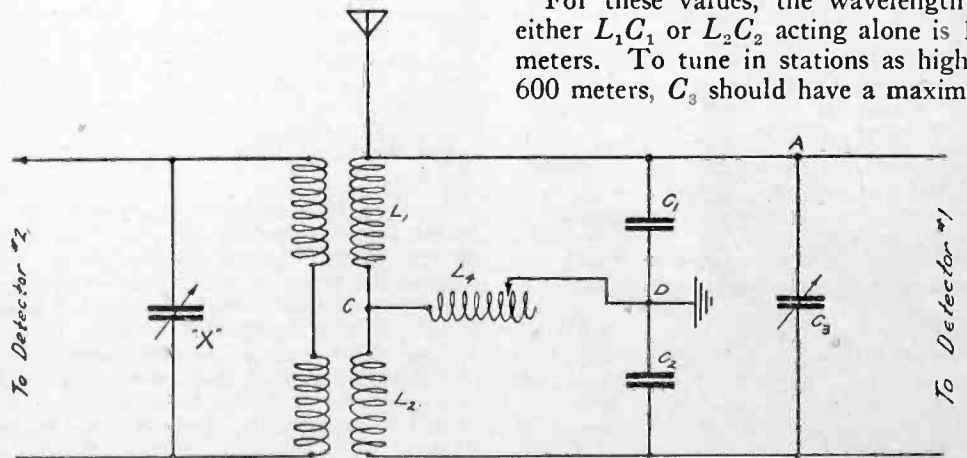 For these values, the wavelength
either L₁C₁ or L₂C₂ acting alone is
meters. To tune in stations as high
600 meters, C₃ should have a maxim
A
L₁
C₁
To Detector #2
L₄
D
To Detector #1
C
"X"
C₃
C₂
L₂